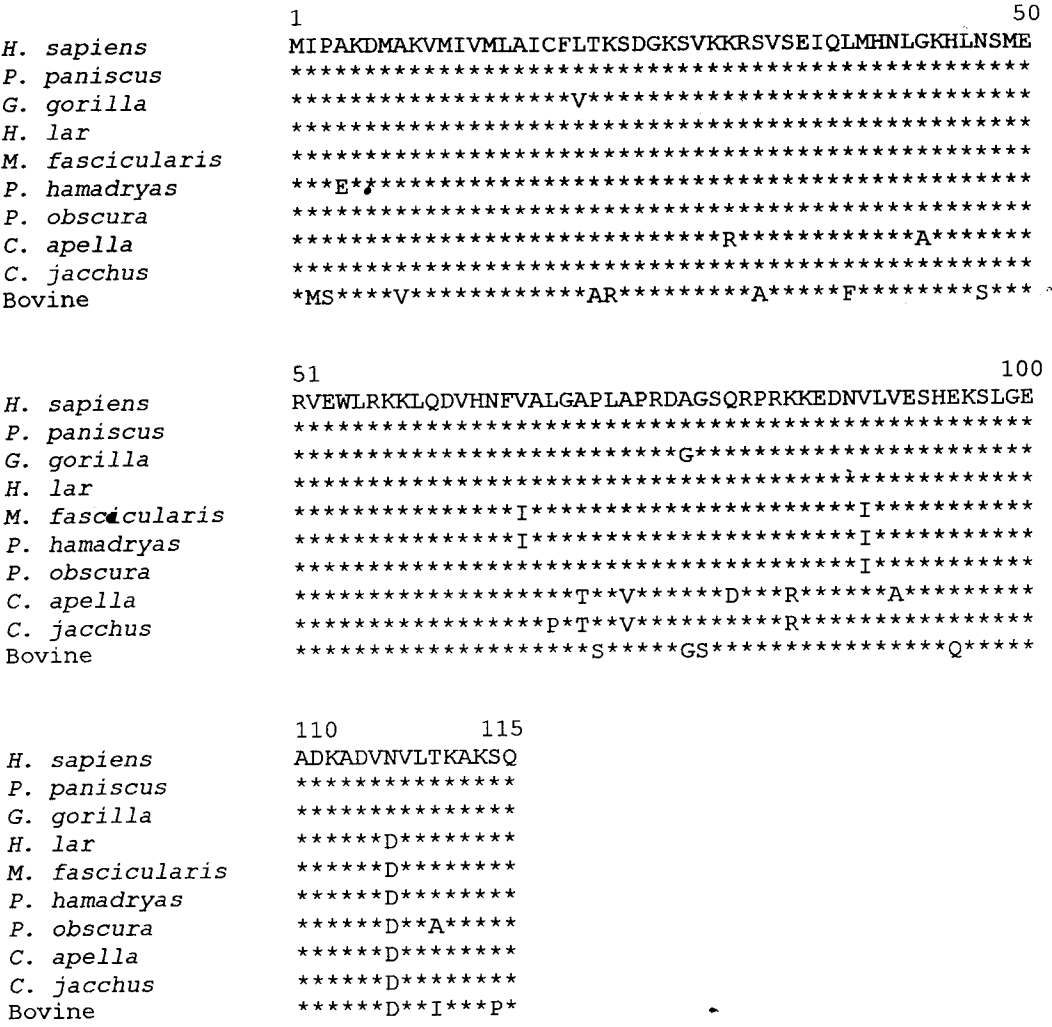 1 50
H. sapiens MIPAKDMAKVMIVMLAICFLTKSDGKSVKKRSVSEIQLMHNLGKHLNSME
P. paniscus **************************************************
G. gorilla *******************V******************************
H. lar **************************************************
M. fascicularis **************************************************
P. hamadryas ***E**********************************************
P. obscura **************************************************
C. apella *****************************R************A*******
C. jacchus **************************************************
Bovine *MS****V************AR*********A*****F********S***
51 100
H. sapiens RVEWLRKKLQDVHNFVALGAPLAPRDAGSQRPRKKEDNVLVESHEKSLGE
P. paniscus **************************************************
G. gorilla **************************G***********************
H. lar **************************************************
M. fascicularis ***************I**********************I***********
P. hamadryas ***************I**********************I***********
P. obscura **************************************I***********
C. apella *******************T**V******D***R******A*********
C. jacchus *****************P*T**V**********R****************
Bovine ********************S*****GS****************Q*****
110 115
H. sapiens ADKADVNVLTKAKSQ
P. paniscus ***************
G. gorilla ***************
H. lar ******D********
M. fascicularis ******D********
P. hamadryas ******D********
P. obscura ******D**A*****
C. apella ******D********
C. jacchus ******D********
Bovine ******D**I***P*